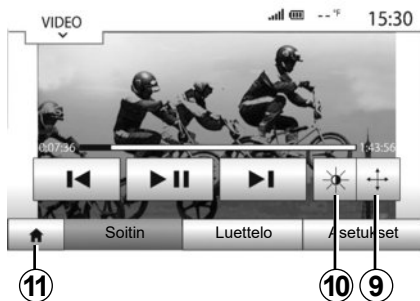 VIDEO
--°F 15:30
0:07:36 1:43:56
Soitin Luettelo Asetukset
11 10 9